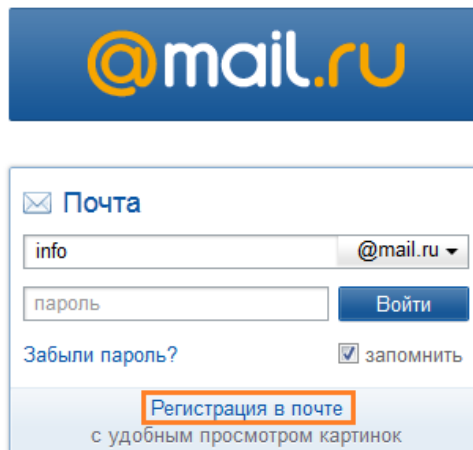 @mail.ru
Почта
info @mail.ru
пароль Войти
Забыли пароль? запомнить
Регистрация в почте
с удобным просмотром картинок